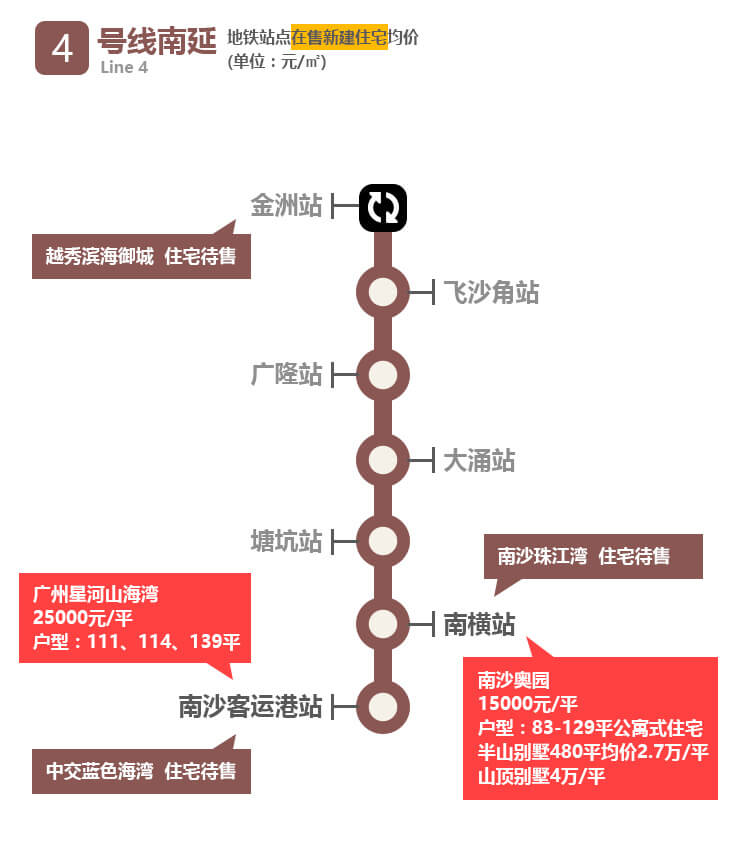 4 号线南延
Line 4
地铁站点在售新建住宅均价
(单位：元/㎡)
金洲站
越秀滨海御城 住宅待售
飞沙角站
广隆站
大涌站
塘坑站
南沙珠江湾 住宅待售
广州星河山海湾
25000元/平
户型：111、114、139平
南横站
南沙奥园
15000元/平
户型：83-129平公寓式住宅
半山别墅480平均价2.7万/平
山顶别墅4万/平
南沙客运港站
中交蓝色海湾 住宅待售